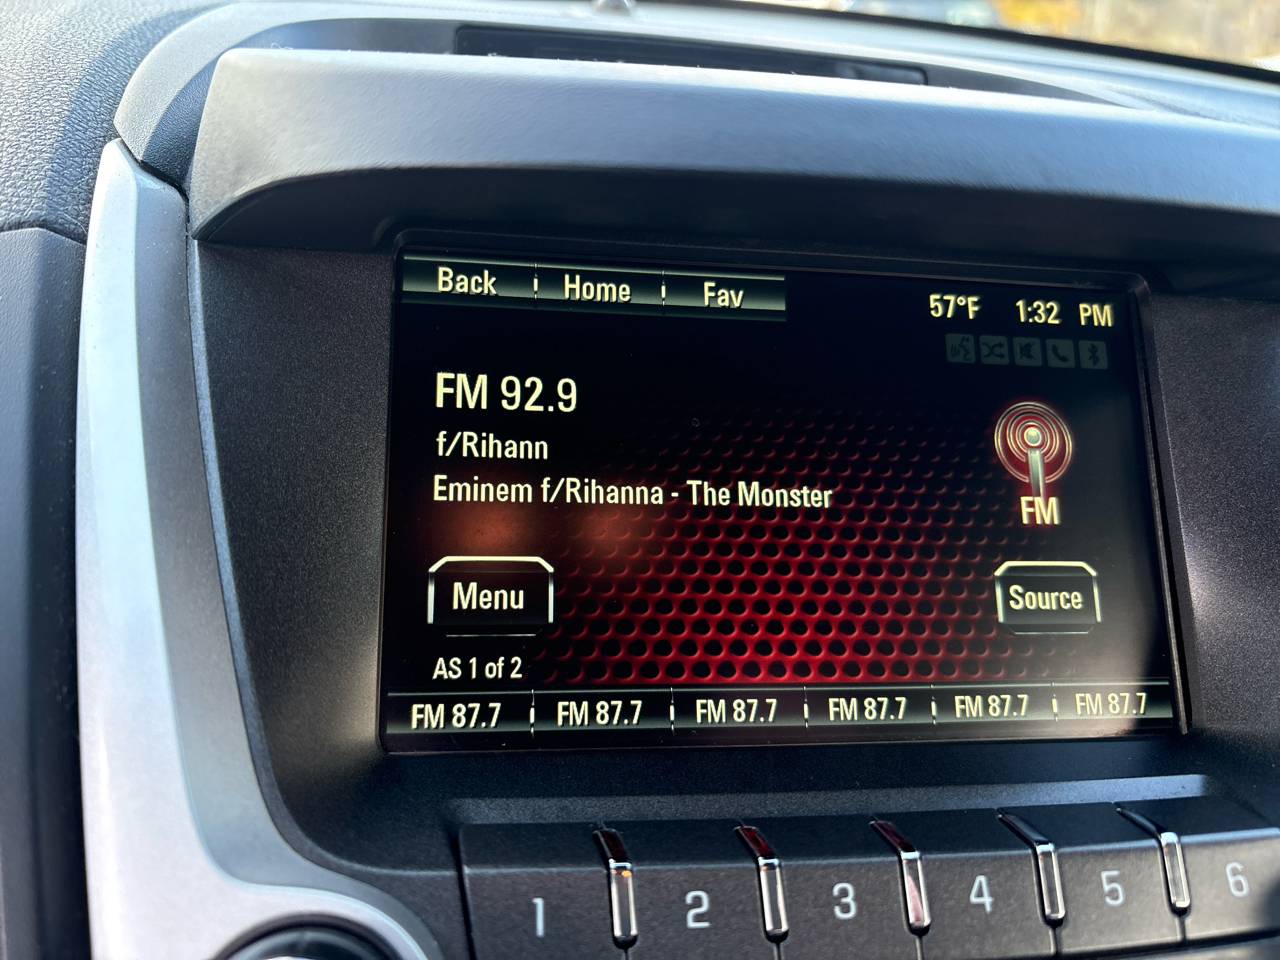 Back Home Fav
57°F 1:32 PM
FM 92.9
f/Rihann
Eminem f/Rihanna - The Monster
FM
Menu
Source
AS 1 of 2
FM 87.7 FM 87.7 FM 87.7 FM 87.7 FM 87.7 FM 87.7
1 2 3 4 5 6